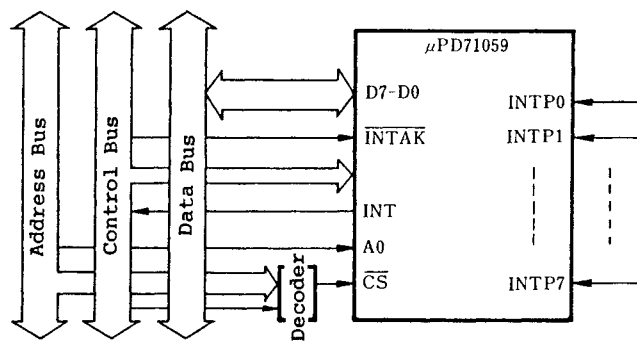 μPD71059
Address Bus
Control Bus
Data Bus
D7-D0
INTAK
INT
A0
CS
Decoder
INTP0
INTP1
INTP7